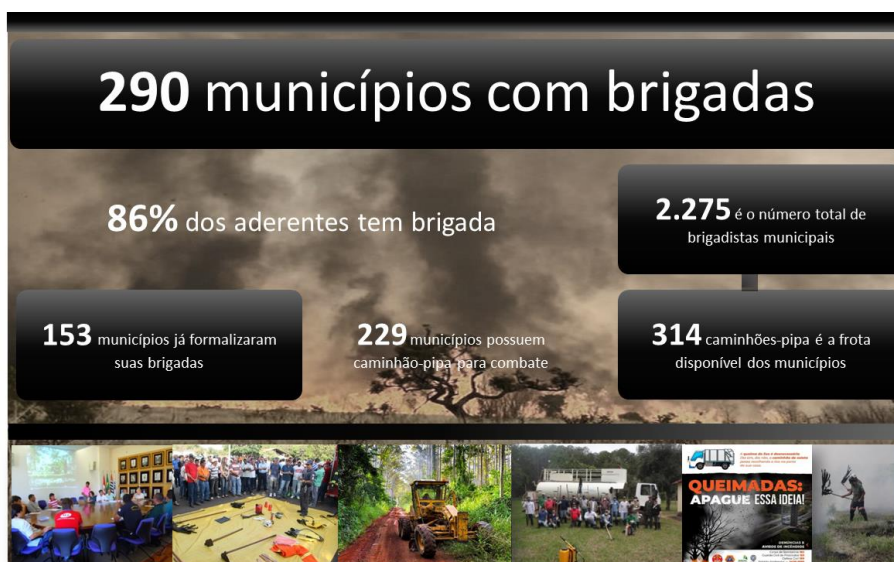 290 municípios com brigadas
86% dos aderentes tem brigada
2.275 é o número total de
brigadistas municipais
153 municípios já formalizaram
suas brigadas
229 municípios possuem
caminhão-pipa para combate
314 caminhões-pipa é a frota
disponível dos municípios
QUEIMADAS:
APAGUE ESSA IDEIA!